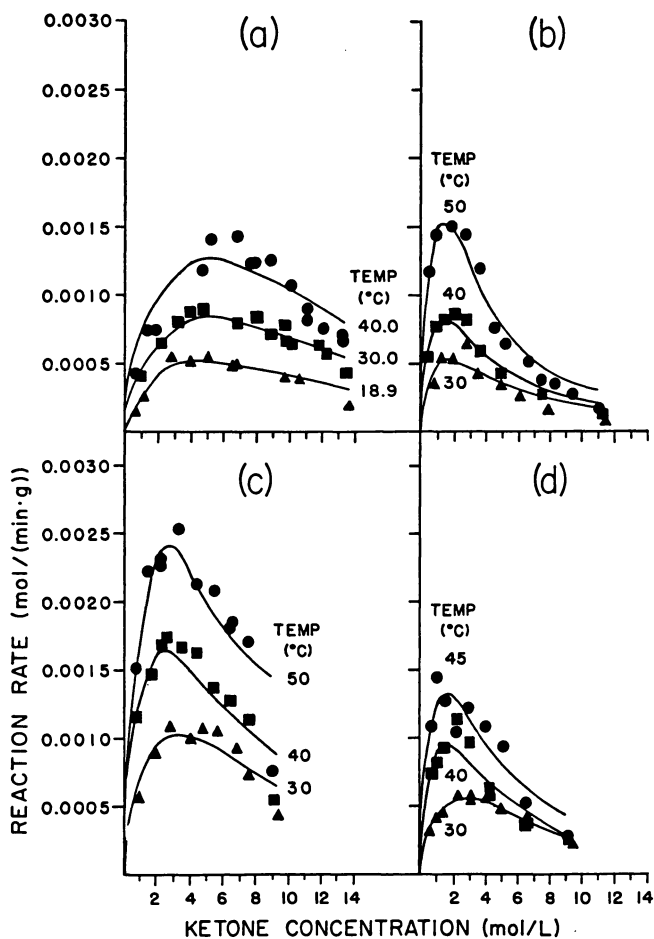 (a)
(b)
0.0030
0.0025
0.0020
0.0015
0.0010
0.0005
TEMP
(°C)
40.0
30.0
18.9
TEMP
(°C)
50
40
30
(c)
(d)
0.0030
0.0025
0.0020
0.0015
0.0010
0.0005
TEMP
(°C)
50
40
30
TEMP
(°C)
45
40
30
2 4 6 8 10 12 14
2 4 6 8 10 12 14
REACTION RATE (mol/(min·g))
KETONE CONCENTRATION (mol/L)